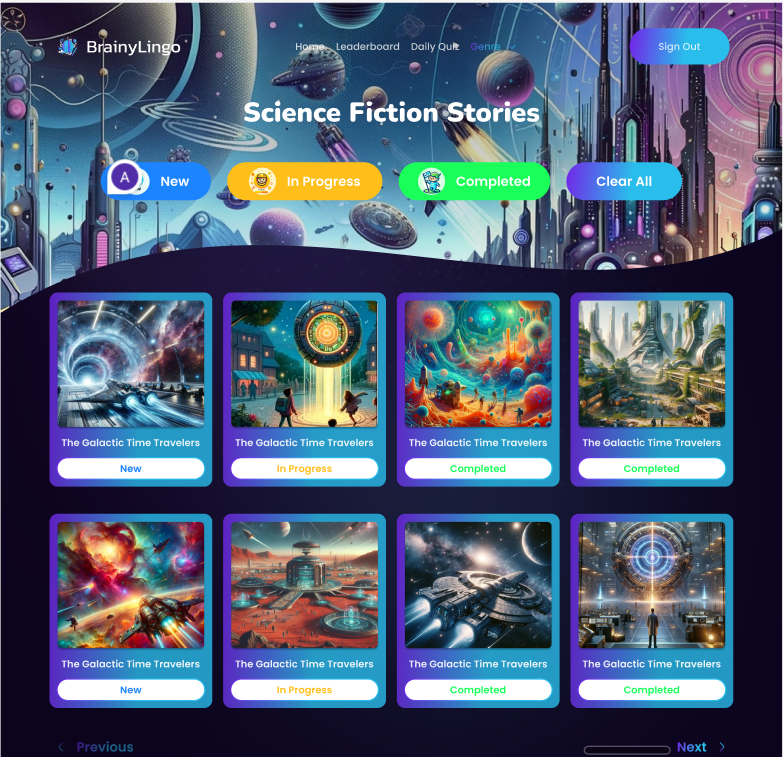 BrainyLingo
Home Leaderboard Daily Quiz Genre
Sign Out
Science Fiction Stories
A New In Progress Completed Clear All
The Galactic Time Travelers The Galactic Time Travelers The Galactic Time Travelers The Galactic Time Travelers
New In Progress Completed Completed
The Galactic Time Travelers The Galactic Time Travelers The Galactic Time Travelers The Galactic Time Travelers
New In Progress Completed Completed
Previous Next